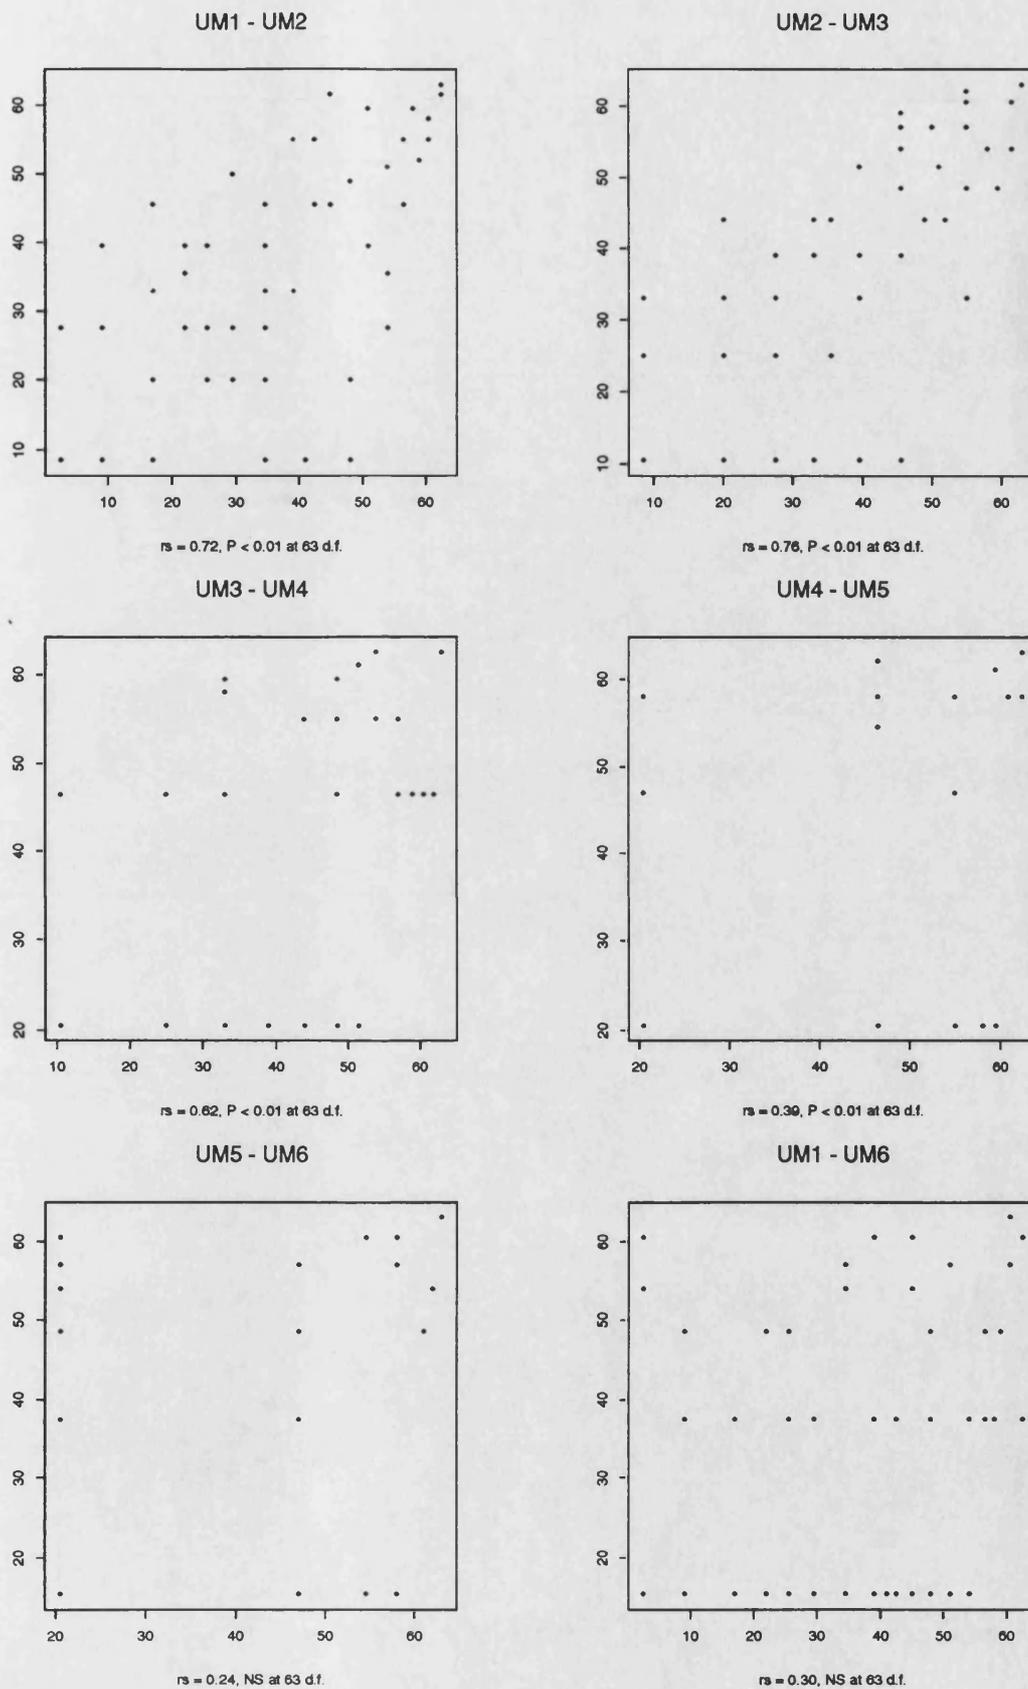 UM1 - UM2
UM2 - UM3
60
50
40
30
20
10
10 20 30 40 50 60
60
50
40
30
20
10
10 20 30 40 50 60
rs = 0.72, P < 0.01 at 63 d.f.
rs = 0.76, P < 0.01 at 63 d.f.
UM3 - UM4
UM4 - UM5
60
50
40
30
20
10 20 30 40 50 60
60
50
40
30
20
20 30 40 50 60
rs = 0.62, P < 0.01 at 63 d.f.
rs = 0.39, P < 0.01 at 63 d.f.
UM5 - UM6
UM1 - UM6
60
50
40
30
20
20 30 40 50 60
60
50
40
30
20
10 20 30 40 50 60
rs = 0.24, NS at 63 d.f.
rs = 0.30, NS at 63 d.f.